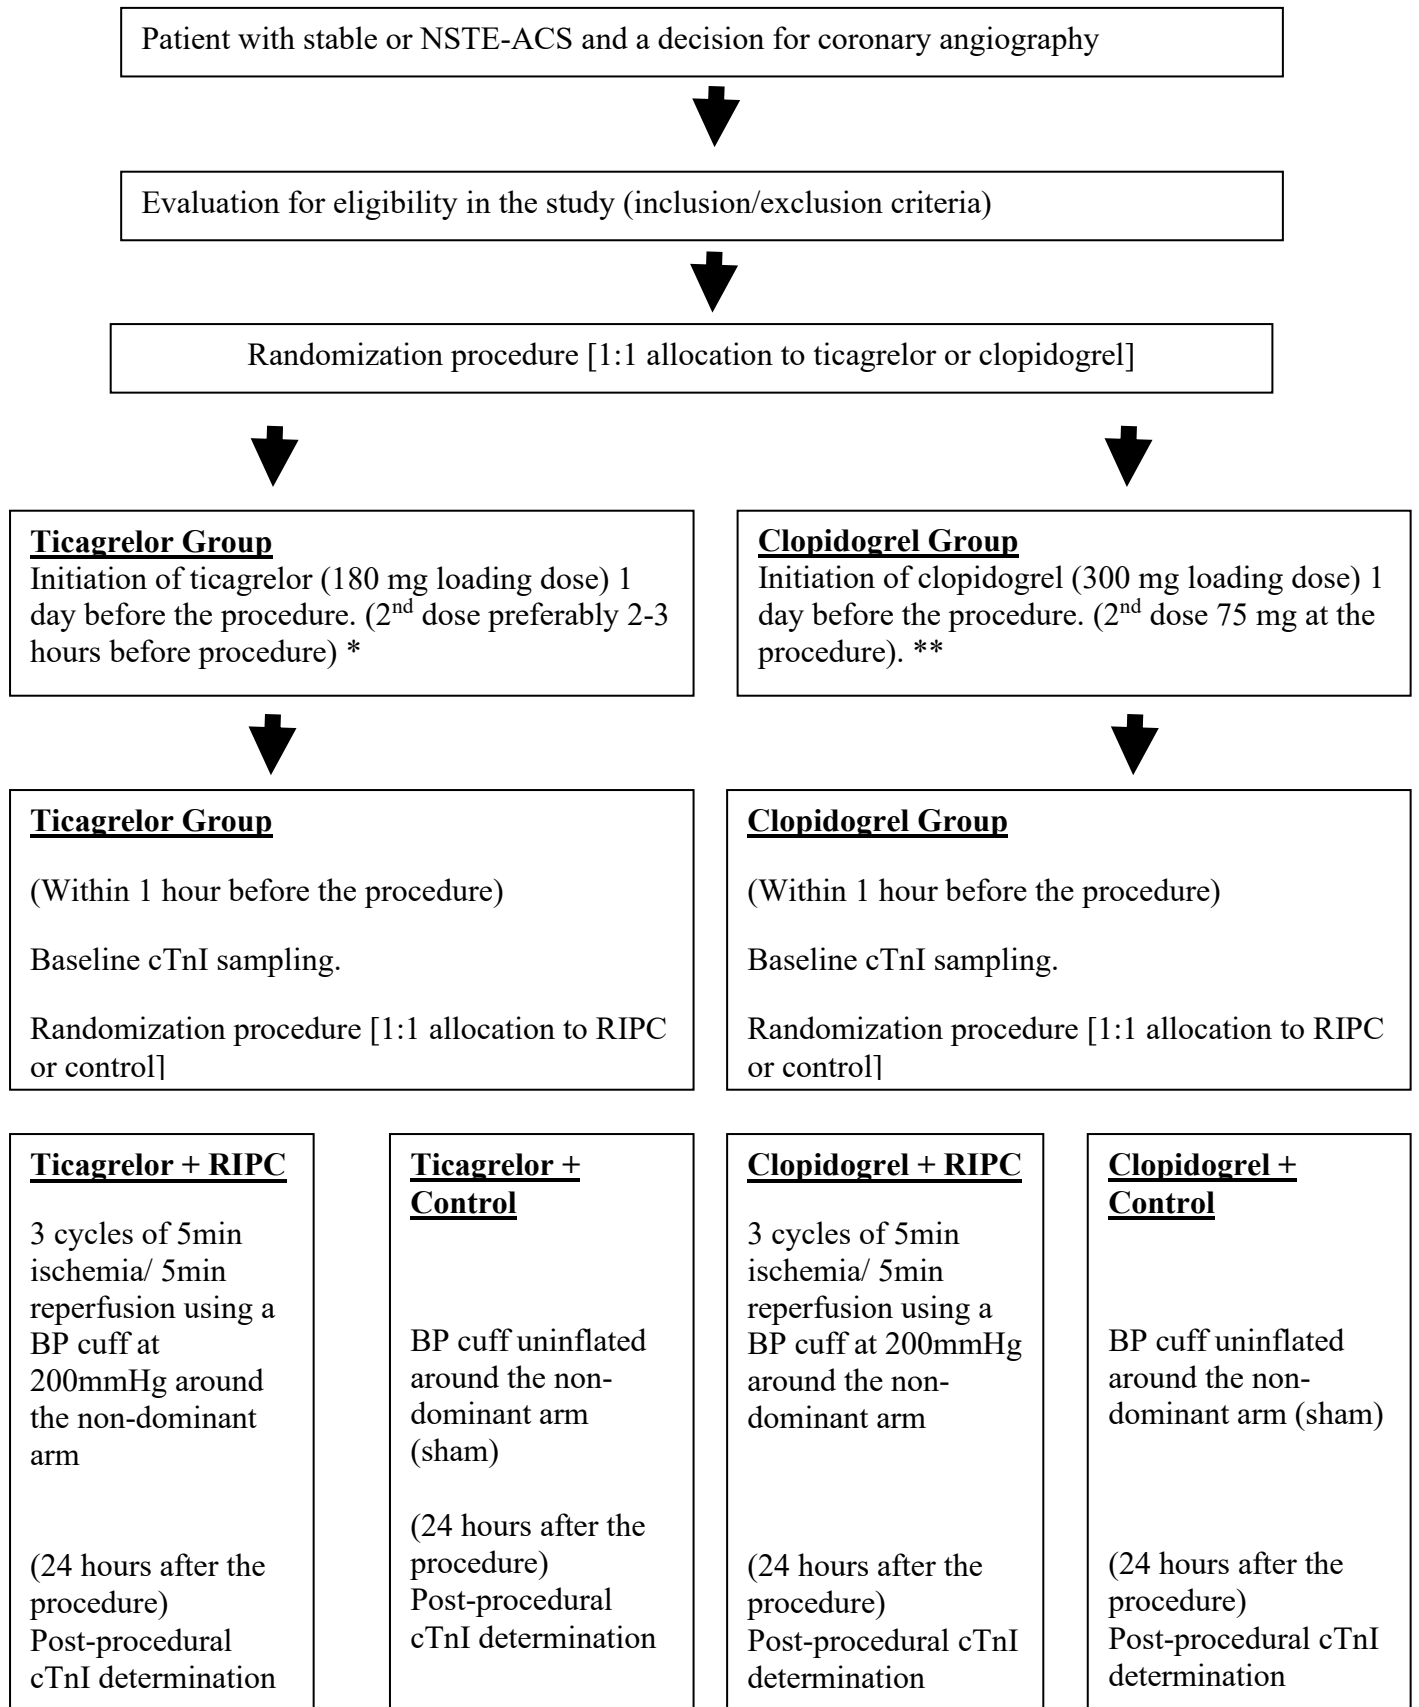 Patient with stable or NSTE-ACS and a decision for coronary angiography
Evaluation for eligibility in the study (inclusion/exclusion criteria)
Randomization procedure [1:1 allocation to ticagrelor or clopidogrel]
Ticagrelor Group
Initiation of ticagrelor (180 mg loading dose) 1
day before the procedure. (2nd dose preferably 2-3
hours before procedure) *
Clopidogrel Group
Initiation of clopidogrel (300 mg loading dose) 1
day before the procedure. (2nd dose 75 mg at the
procedure). **
Ticagrelor Group
(Within 1 hour before the procedure)
Baseline cTnI sampling.
Randomization procedure [1:1 allocation to RIPC
or control]
Clopidogrel Group
(Within 1 hour before the procedure)
Baseline cTnI sampling.
Randomization procedure [1:1 allocation to RIPC
or control]
Ticagrelor + RIPC
3 cycles of 5min
ischemia/ 5min
reperfusion using a
BP cuff at
200mmHg around
the non-dominant
arm
(24 hours after the
procedure)
Post-procedural
cTnI determination
Ticagrelor +
Control
BP cuff uninflated
around the non-
dominant arm
(sham)
(24 hours after the
procedure)
Post-procedural
cTnI determination
Clopidogrel + RIPC
3 cycles of 5min
ischemia/ 5min
reperfusion using a
BP cuff at 200mmHg
around the non-
dominant arm
(24 hours after the
procedure)
Post-procedural cTnI
determination
Clopidogrel +
Control
BP cuff uninflated
around the non-
dominant arm (sham)
(24 hours after the
procedure)
Post-procedural cTnI
determination